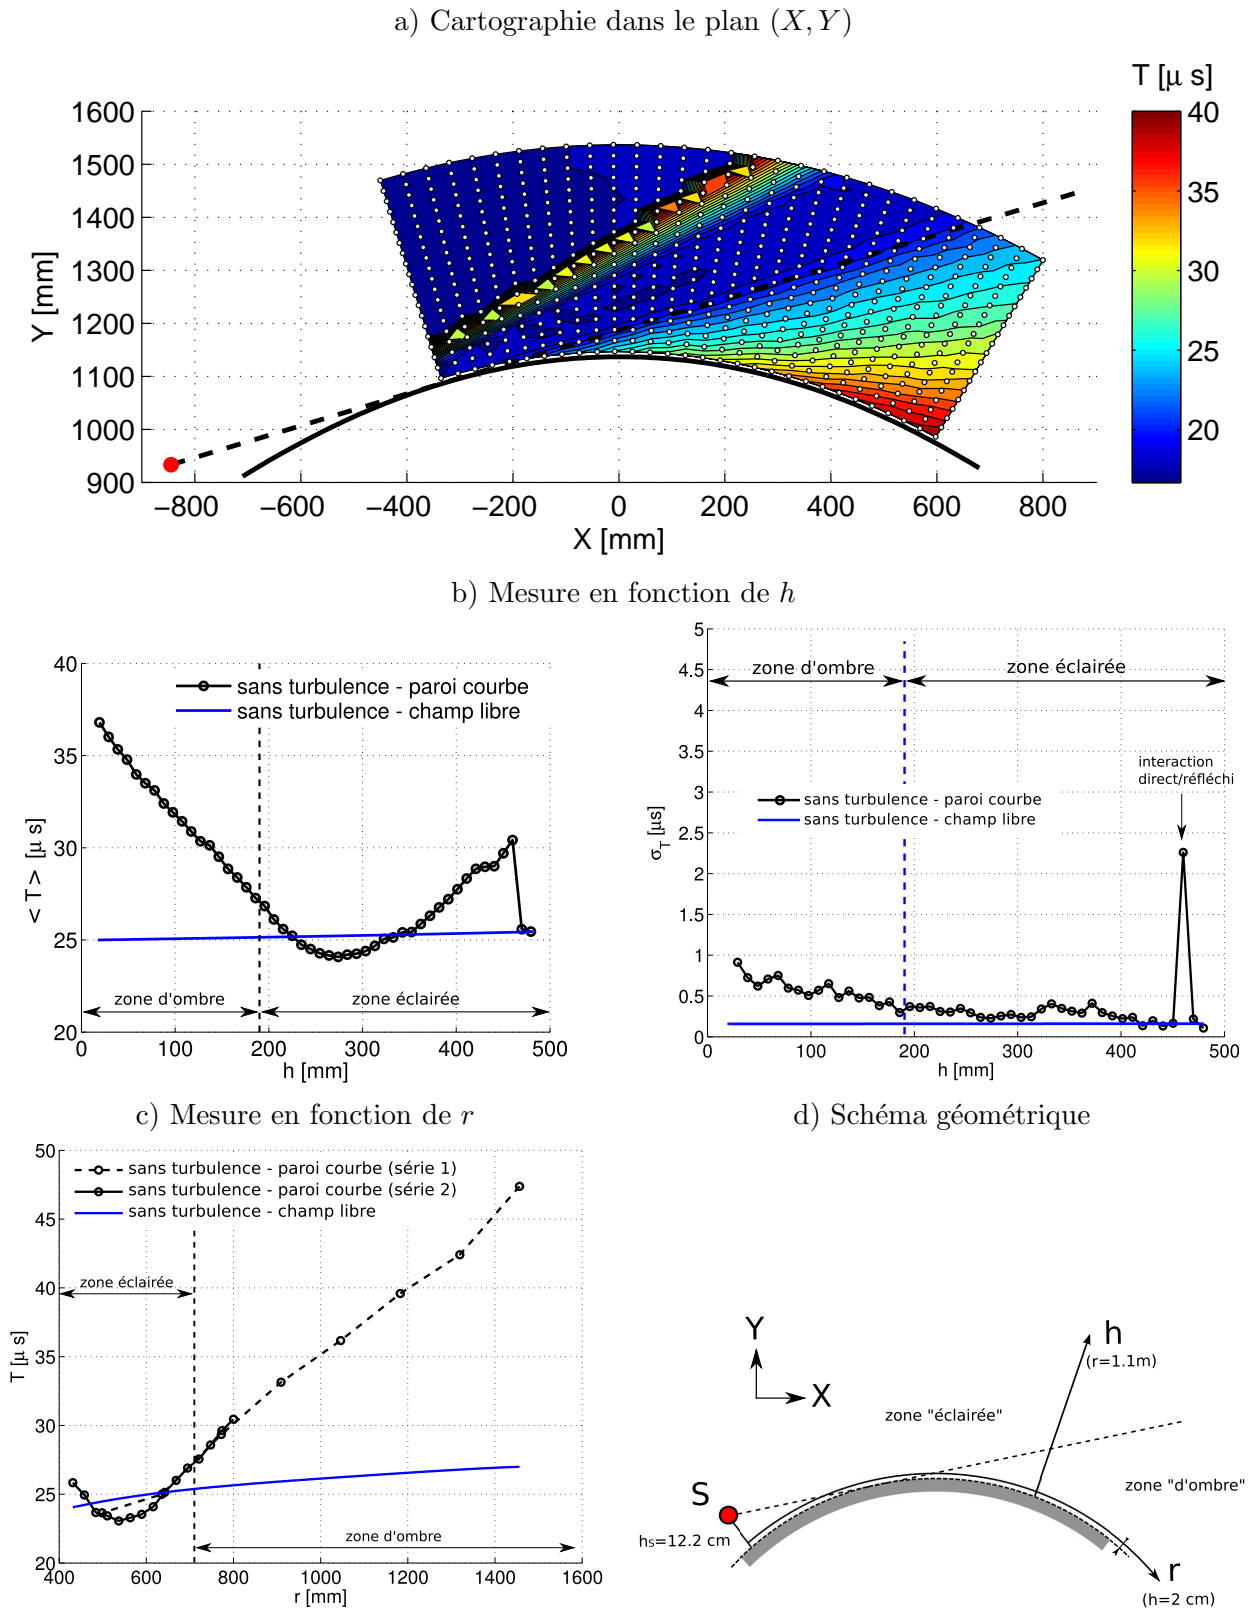 a) Cartographie dans le plan (X, Y)
T [μ s]
1600
1500
1400
1300
1200
1100
1000
900
Y [mm]
−800
−600
−400
−200
0
200
400
600
800
X [mm]
40
35
30
25
20
b) Mesure en fonction de h
40
35
30
25
20
< T > [μ s]
sans turbulence - paroi courbe
sans turbulence - champ libre
zone d'ombre
zone éclairée
0
100
200
300
400
500
h [mm]
5
4.5
4
3.5
3
2.5
2
1.5
1
0.5
0
σT [μs]
zone d'ombre
zone éclairée
interaction
direct/réfléchi
sans turbulence - paroi courbe
sans turbulence - champ libre
0
100
200
300
400
500
h [mm]
c) Mesure en fonction de r
50
45
40
35
30
25
20
T [μ s]
sans turbulence - paroi courbe (série 1)
sans turbulence - paroi courbe (série 2)
sans turbulence - champ libre
zone éclairée
zone d'ombre
400
600
800
1000
1200
1400
1600
r [mm]
d) Schéma géométrique
Y
X
h
(r=1.1m)
zone "éclairée"
zone "d'ombre"
S
hs=12.2 cm
r
(h=2 cm)